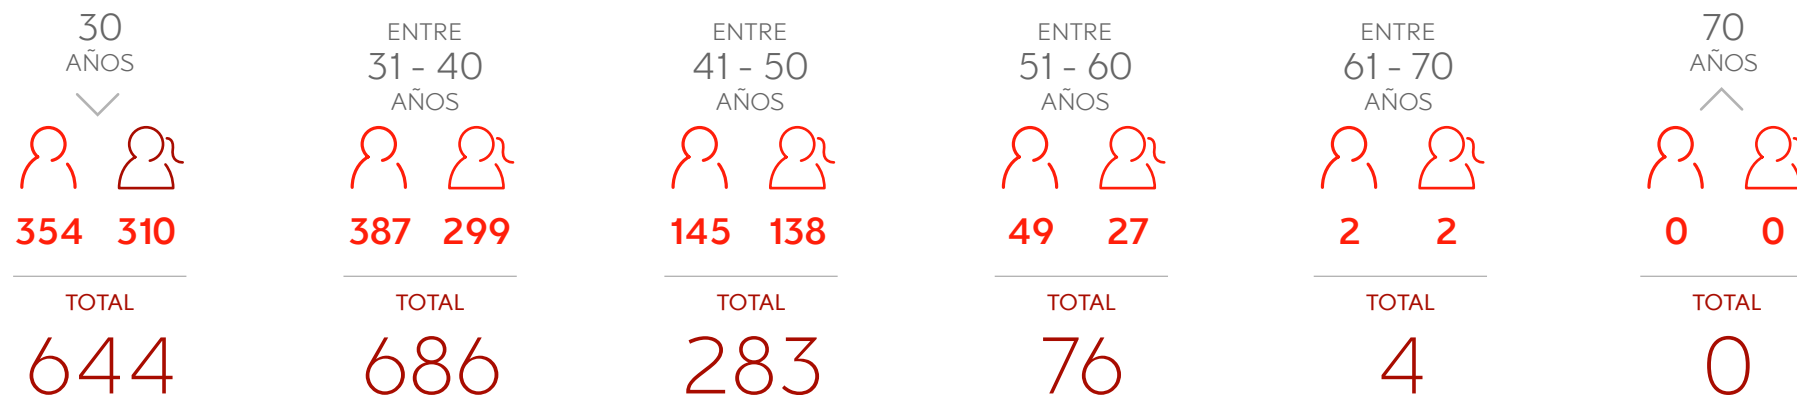 30
AÑOS
354 310
TOTAL
644
ENTRE
31 - 40
AÑOS
387 299
TOTAL
686
ENTRE
41 - 50
AÑOS
145 138
TOTAL
283
ENTRE
51 - 60
AÑOS
49 27
TOTAL
76
ENTRE
61 - 70
AÑOS
2 2
TOTAL
4
70
AÑOS
0 0
TOTAL
0